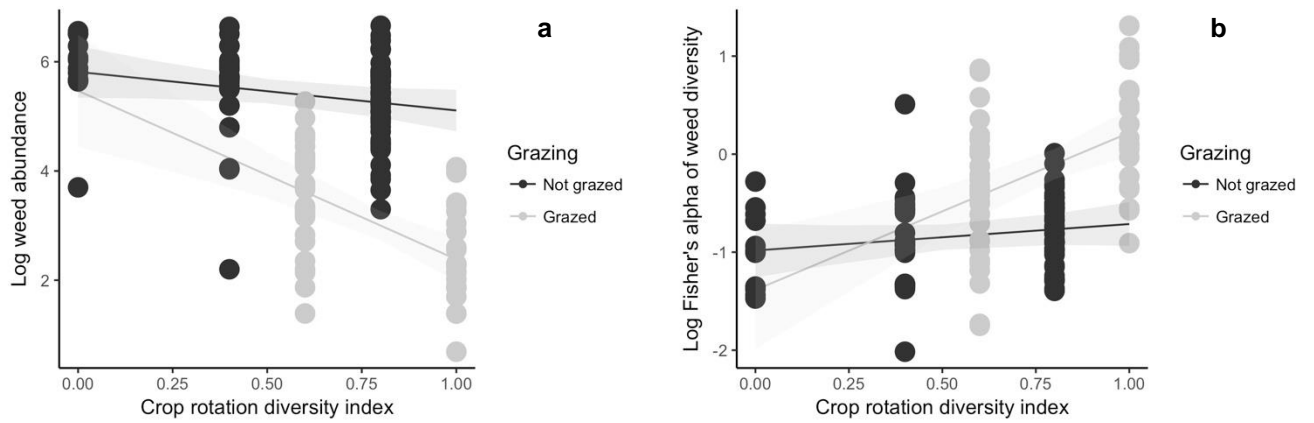 a
Log weed abundance
6
4
2
0.00 0.25 0.50 0.75 1.00
Crop rotation diversity index
Grazing
Not grazed
Grazed
b
Log Fisher's alpha of weed diversity
1
0
-1
-2
0.00 0.25 0.50 0.75 1.00
Crop rotation diversity index
Grazing
Not grazed
Grazed